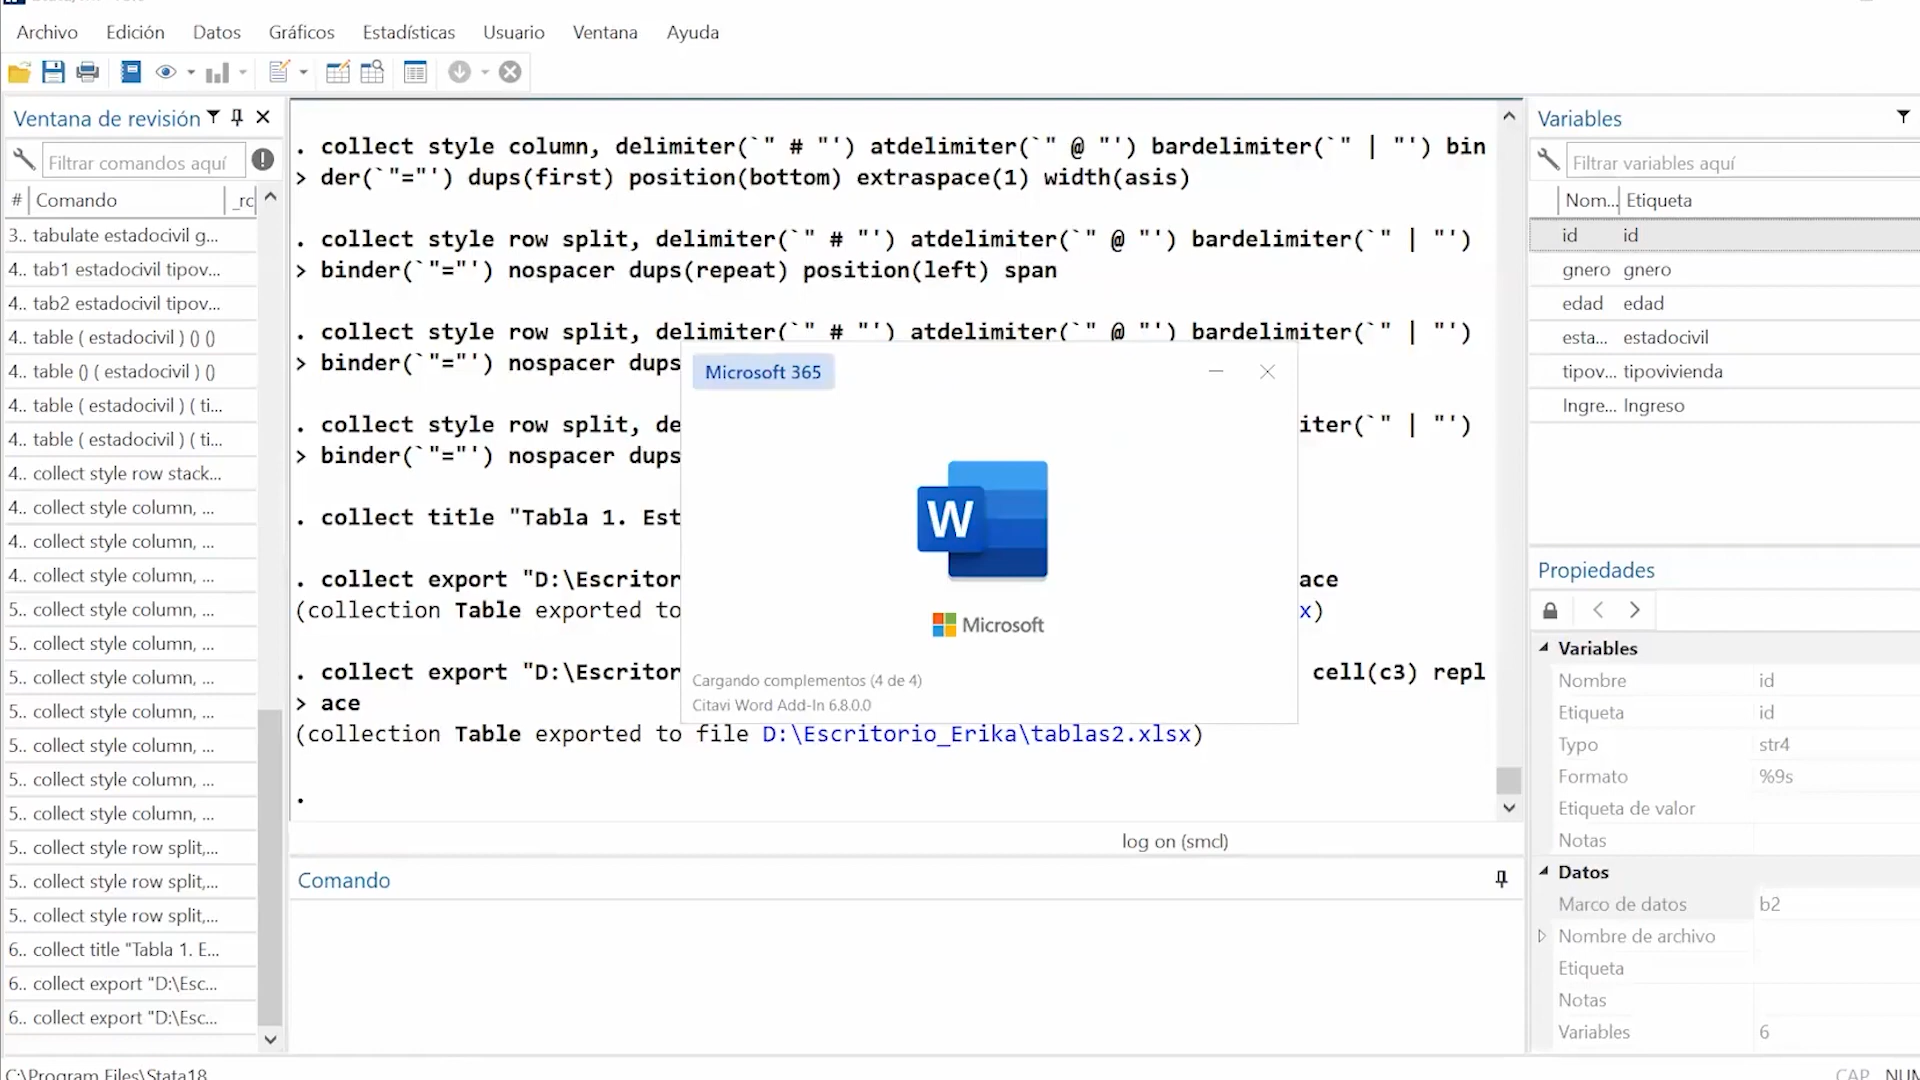 Archivo Edición Datos Gráficos Estadísticas Usuario Ventana Ayuda
Ventana de revisión
Filtrar comandos aquí
# Comando _rc
3.. tabulate estadocivil g...
4.. tab1 estadocivil tipov...
4.. tab2 estadocivil tipov...
4.. table ( estadocivil ) () ()
4.. table () ( estadocivil ) ()
4.. table ( estadocivil ) ( ti...
4.. table ( estadocivil ) ( ti...
4.. collect style row stack...
4.. collect style column, ...
4.. collect style column, ...
4.. collect style column, ...
5.. collect style column, ...
5.. collect style column, ...
5.. collect style column, ...
5.. collect style column, ...
5.. collect style column, ...
5.. collect style column, ...
5.. collect style column, ...
5.. collect style row split,...
5.. collect style row split,...
5.. collect style row split,...
6.. collect title "Tabla 1. E...
6.. collect export "D:\Esc...
6.. collect export "D:\Esc...
. collect style column, delimiter(`" # "') atdelimiter(`" @ "') bardelimiter(`" | "') bin
> der(`"="') dups(first) position(bottom) extraspace(1) width(asis)
. collect style row split, delimiter(`" # "') atdelimiter(`" @ "') bardelimiter(`" | "')
> binder(`"="') nospacer dups(repeat) position(left) span
. collect style row split, delimiter(`" # "') atdelimiter(`" @ "') bardelimiter(`" | "')
> binder(`"="') nospacer dups
. collect style row split, de iter(`" | "')
> binder(`"="') nospacer dups
. collect title "Tabla 1. Est
. collect export "D:\Escritor ace
(collection Table exported to x)
. collect export "D:\Escritor cell(c3) repl
> ace
(collection Table exported to file D:\Escritorio_Erika\tablas2.xlsx)
.
Microsoft 365
W
Microsoft
Cargando complementos (4 de 4)
Citavi Word Add-In 6.8.0.0
log on (smcl)
Comando
Variables
Filtrar variables aquí
Nom... Etiqueta
id id
gnero gnero
edad edad
esta... estadocivil
tipov... tipovivienda
Ingre... Ingreso
Propiedades
Variables
Nombre id
Etiqueta id
Typo str4
Formato %9s
Etiqueta de valor
Notas
Datos
Marco de datos b2
Nombre de archivo
Etiqueta
Notas
Variables 6
C:\Program Files\Stata18
CAP NUM